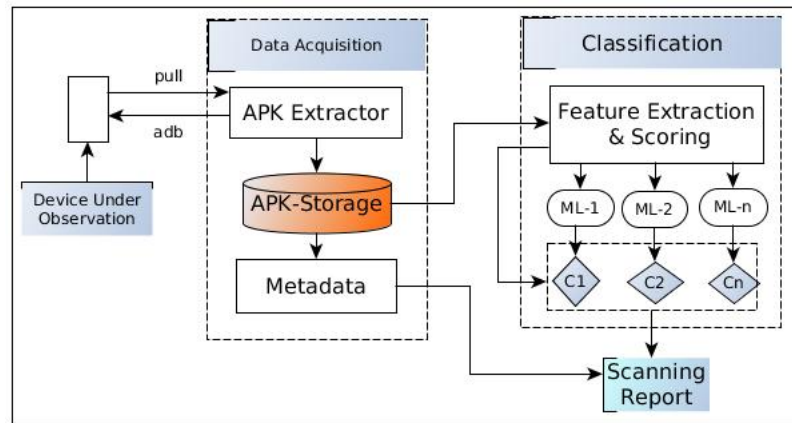 Data Acquisition
Classification
pull
adb
APK Extractor
Feature Extraction
& Scoring
Device Under
Observation
APK-Storage
ML-1
ML-2
ML-n
Metadata
C1
C2
Cn
Scanning
Report